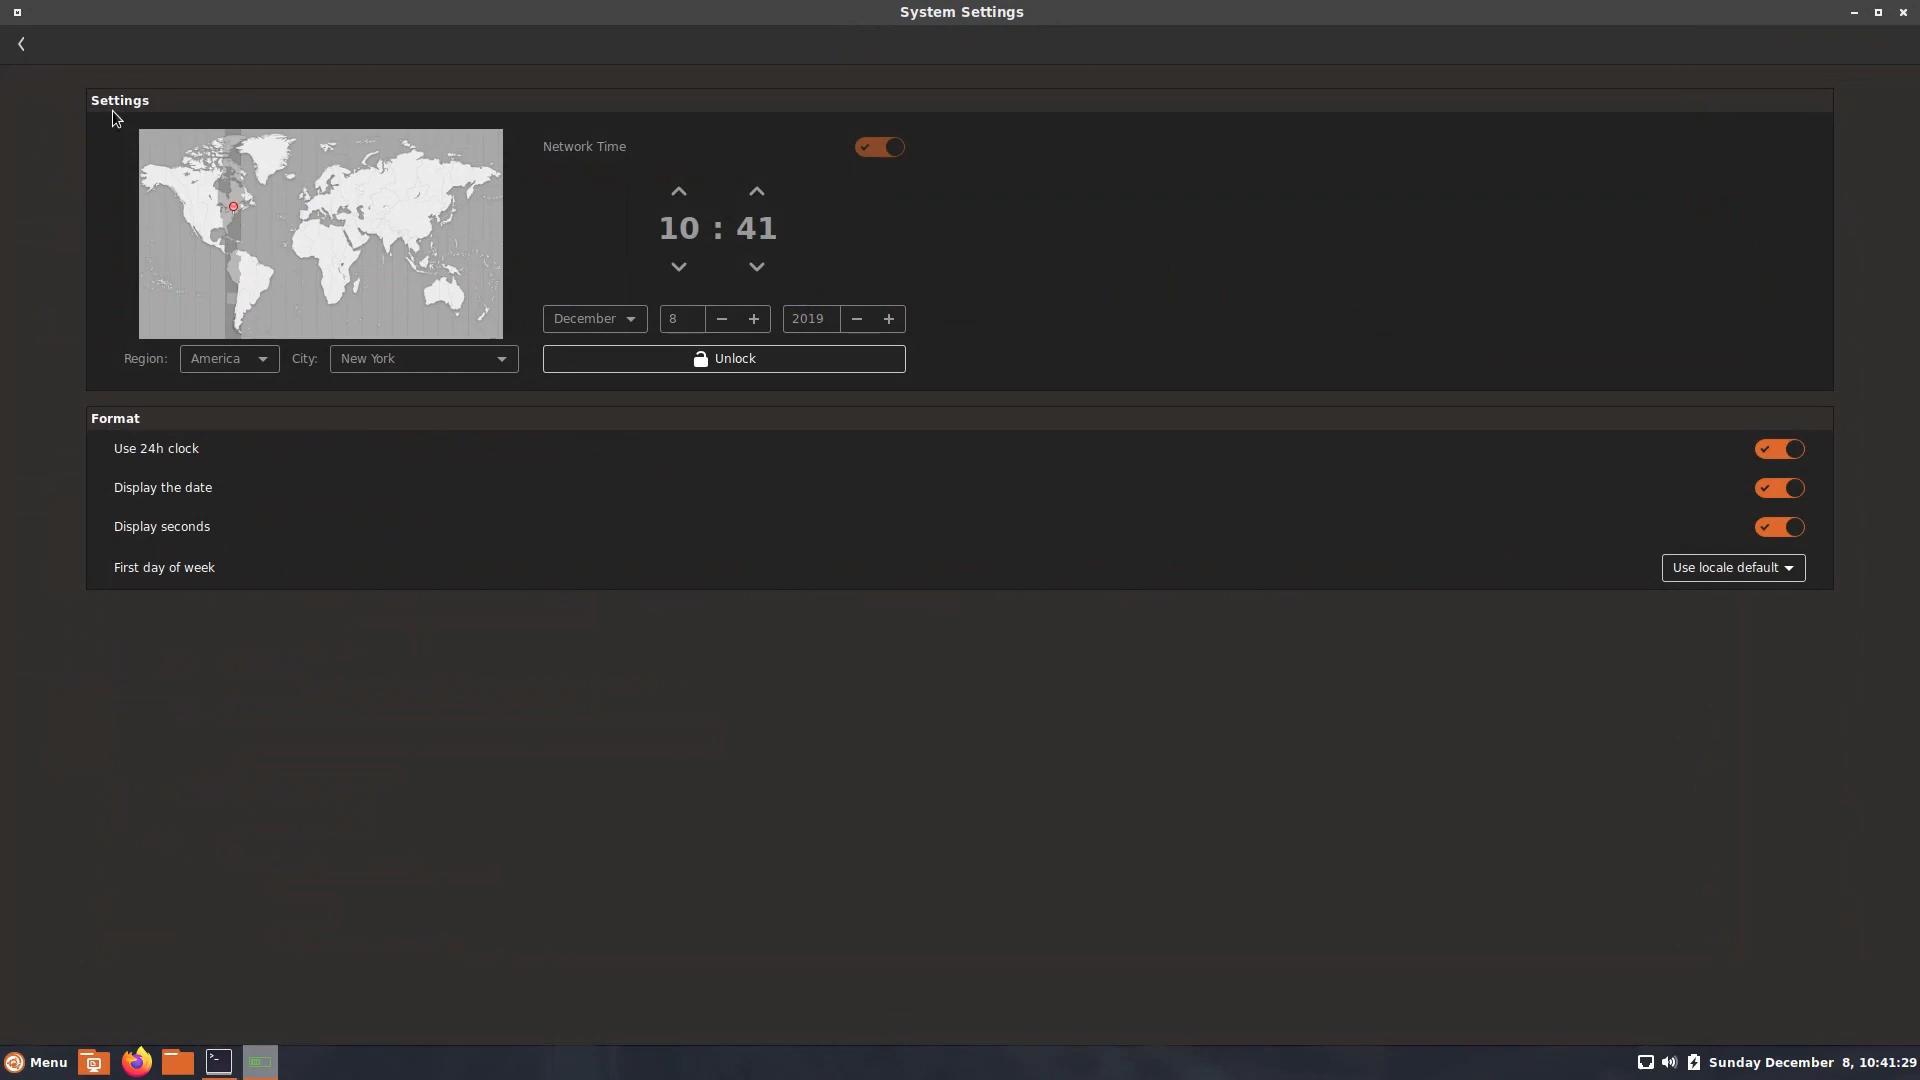 System Settings
Settings
Network Time
10 : 41
December 8 2019
Region: America City: New York Unlock
Format
Use 24h clock
Display the date
Display seconds
First day of week Use locale default
Menu Sunday December 8, 10:41:29